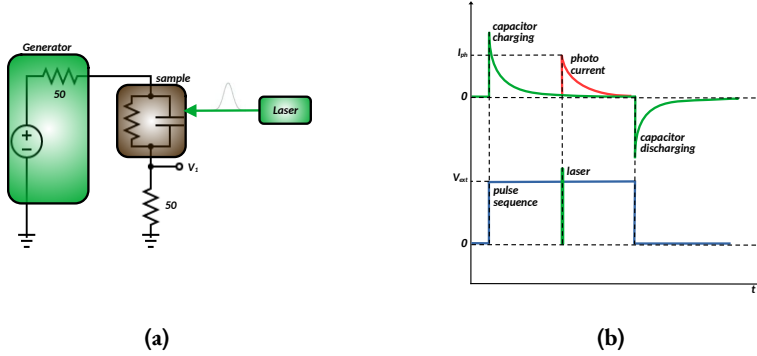 Generator
50
sample
Laser
V₁
50
capacitor
charging
Iₚₕ
photo
current
0
capacitor
discharging
Vₑₓₜ
laser
pulse
sequence
0
t
(a)
(b)